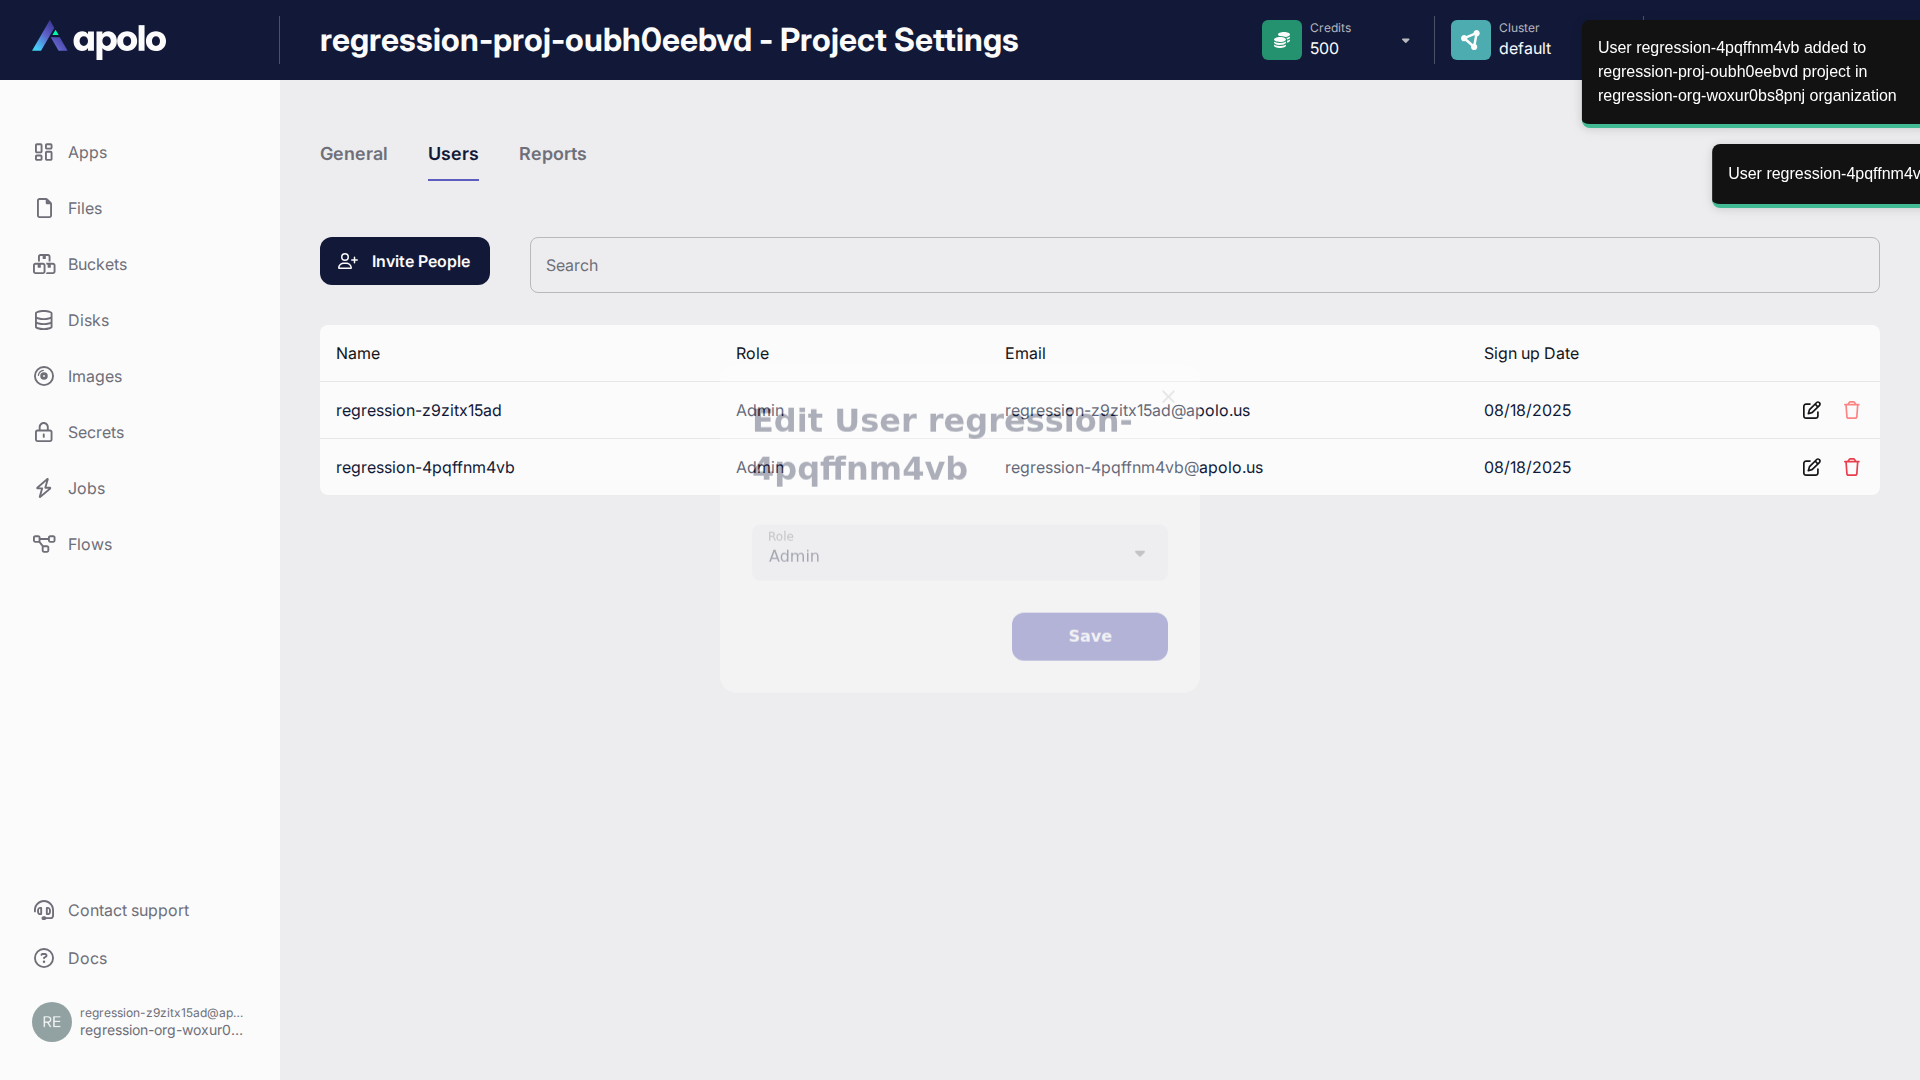 apolo
regression-proj-oubh0eebvd - Project Settings
Credits
500
Cluster
default
User regression-4pqffnm4vb added to
regression-proj-oubh0eebvd project in
regression-org-woxur0bs8pnj organization
User regression-4pqffnm4v
Apps
Files
Buckets
Disks
Images
Secrets
Jobs
Flows
Contact support
Docs
RE
regression-z9zitx15ad@ap...
regression-org-woxur0...
General
Users
Reports
Invite People
Search
Name Role Email Sign up Date
regression-z9zitx15ad Admin regression-z9zitx15ad@apolo.us 08/18/2025
regression-4pqffnm4vb Admin regression-4pqffnm4vb@apolo.us 08/18/2025
Edit User regression-
4pqffnm4vb
Role
Admin
Save